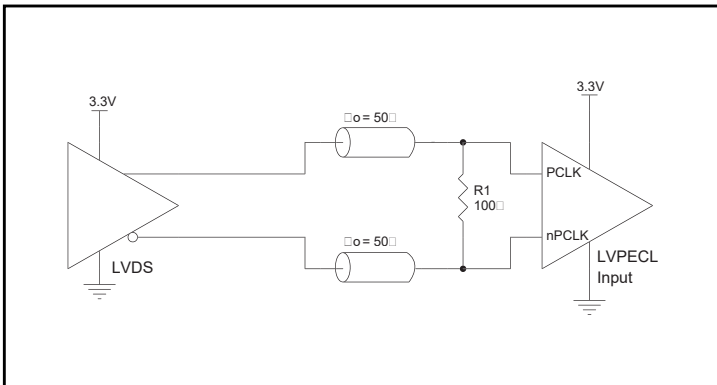 3.3V
3.3V
□o = 50□
PCLK
R1
100□
□o = 50□
nPCLK
LVDS
LVPECL
Input